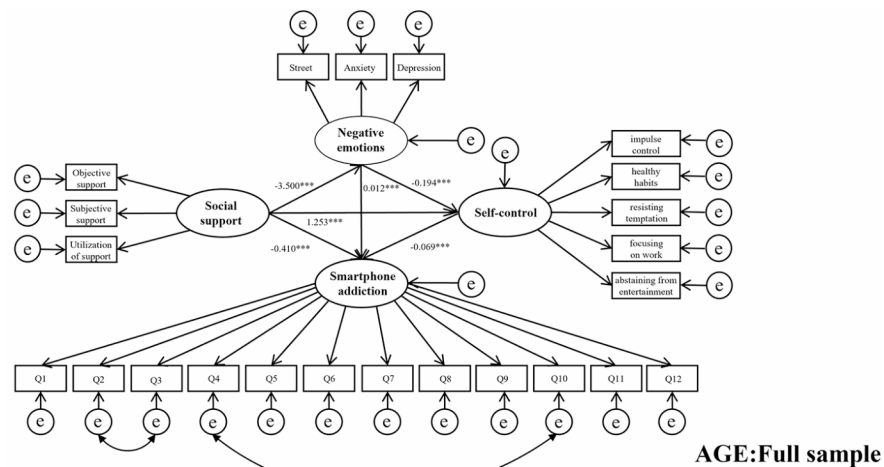 e e e
Street Anxiety Depression
Negative
emotions
e
e
impulse
control
e
healthy
habits
e
resisting
temptation
e
focusing
on work
e
abstaining from
entertainment
e
e
Objective
support
e
Subjective
support
e
Utilization
of support
Social
support
Self-control
-3.500***
0.012***
-0.194***
1.253***
-0.410***
-0.069***
Smartphone
addiction
e
Q1 Q2 Q3 Q4 Q5 Q6 Q7 Q8 Q9 Q10 Q11 Q12
e e e e e e e e e e e e
AGE:Full sample